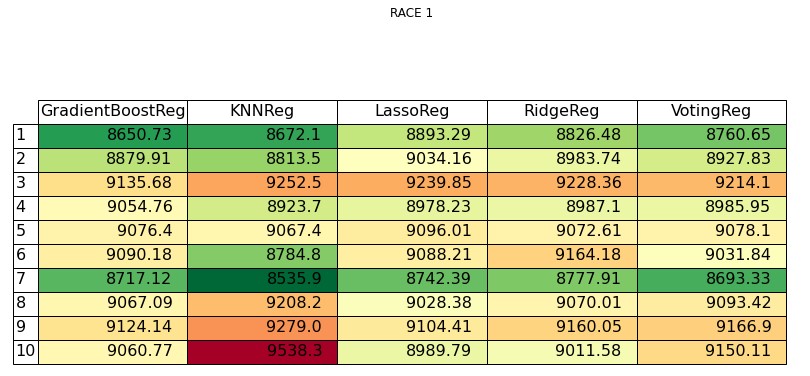 RACE 1
GradientBoostReg KNNReg LassoReg RidgeReg VotingReg
1 8650.73 8672.1 8893.29 8826.48 8760.65
2 8879.91 8813.5 9034.16 8983.74 8927.83
3 9135.68 9252.5 9239.85 9228.36 9214.1
4 9054.76 8923.7 8978.23 8987.1 8985.95
5 9076.4 9067.4 9096.01 9072.61 9078.1
6 9090.18 8784.8 9088.21 9164.18 9031.84
7 8717.12 8535.9 8742.39 8777.91 8693.33
8 9067.09 9208.2 9028.38 9070.01 9093.42
9 9124.14 9279.0 9104.41 9160.05 9166.9
10 9060.77 9538.3 8989.79 9011.58 9150.11